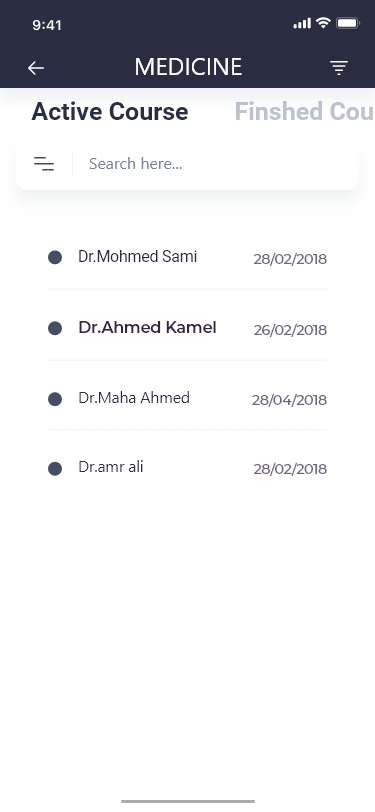 9:41
MEDICINE
Active Course Finshed Cou
Search here...
Dr.Mohmed Sami 28/02/2018
Dr.Ahmed Kamel 26/02/2018
Dr.Maha Ahmed 28/04/2018
Dr.amr ali 28/02/2018